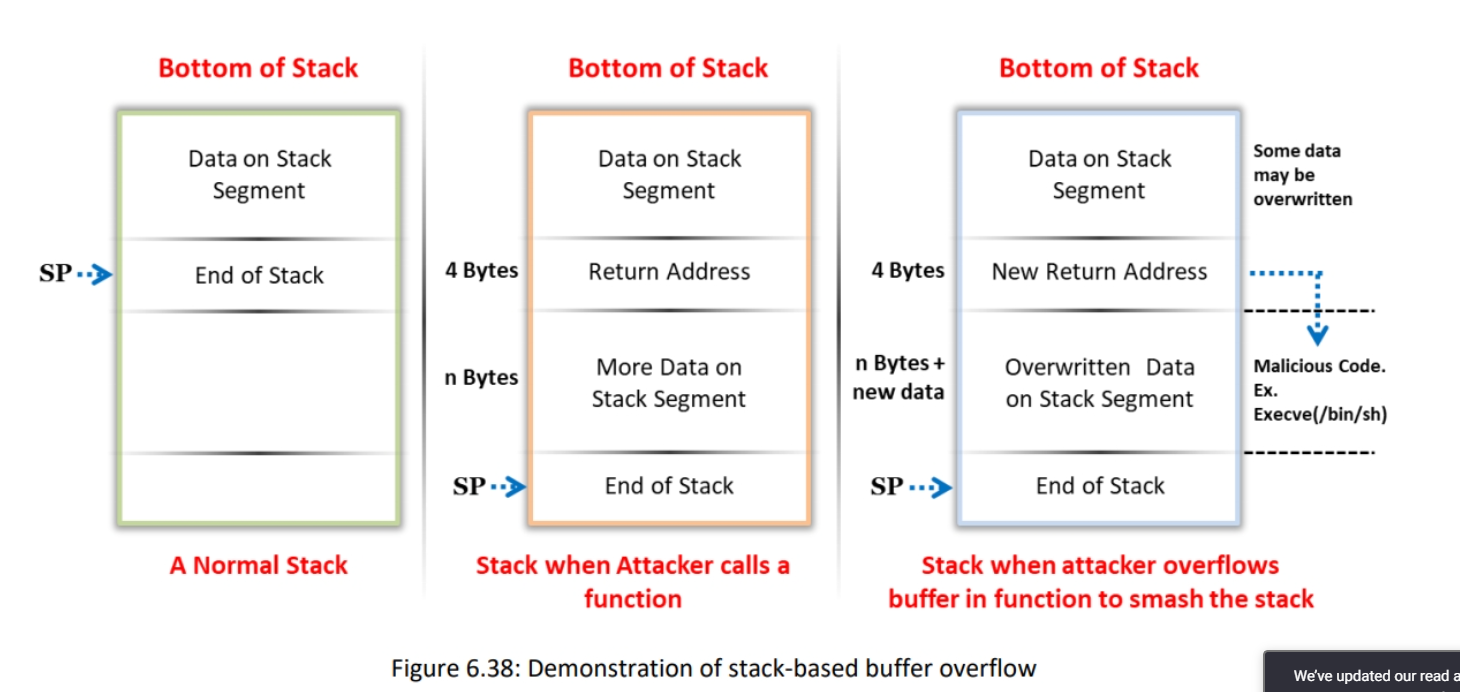 Bottom of Stack
Data on Stack
Segment
SP
End of Stack
A Normal Stack
Bottom of Stack
Data on Stack
Segment
4 Bytes
Return Address
n Bytes
More Data on
Stack Segment
SP
End of Stack
Stack when Attacker calls a
function
Bottom of Stack
Data on Stack
Segment
Some data
may be
overwritten
4 Bytes
New Return Address
n Bytes +
new data
Overwritten Data
on Stack Segment
Malicious Code.
Ex.
Execve(/bin/sh)
SP
End of Stack
Stack when attacker overflows
buffer in function to smash the stack
Figure 6.38: Demonstration of stack-based buffer overflow
We've updated our read a